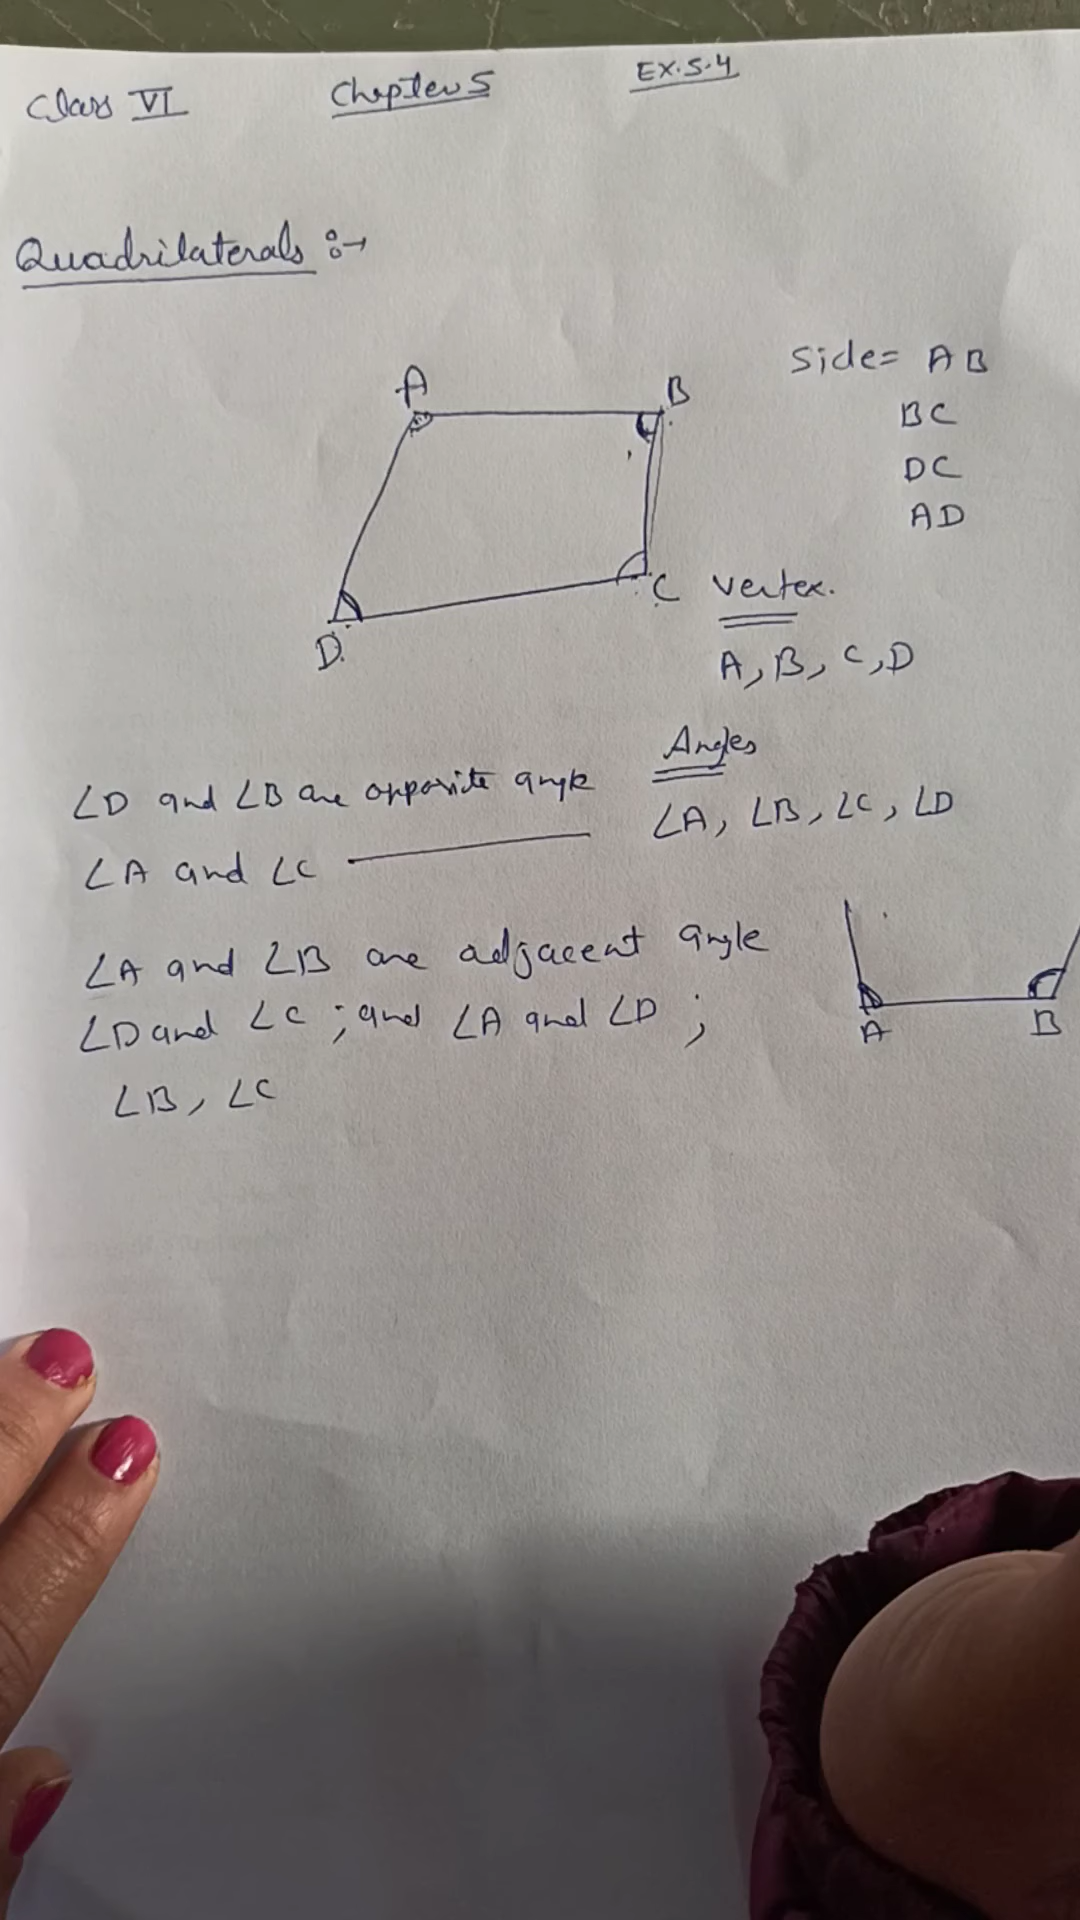 Class VI Chapter 5 EX.5.4
Quadrilaterals :→
A
B
C
D.
Side= AB
BC
DC
AD
Vertex.
A, B, C, D
Angles
∠A, ∠B, ∠C, ∠D
∠D and ∠B are opposite angle
∠A and ∠C ————
∠A and ∠B are adjacent angle
∠D and ∠C ; and ∠A and ∠D ;
∠B, ∠C
A B